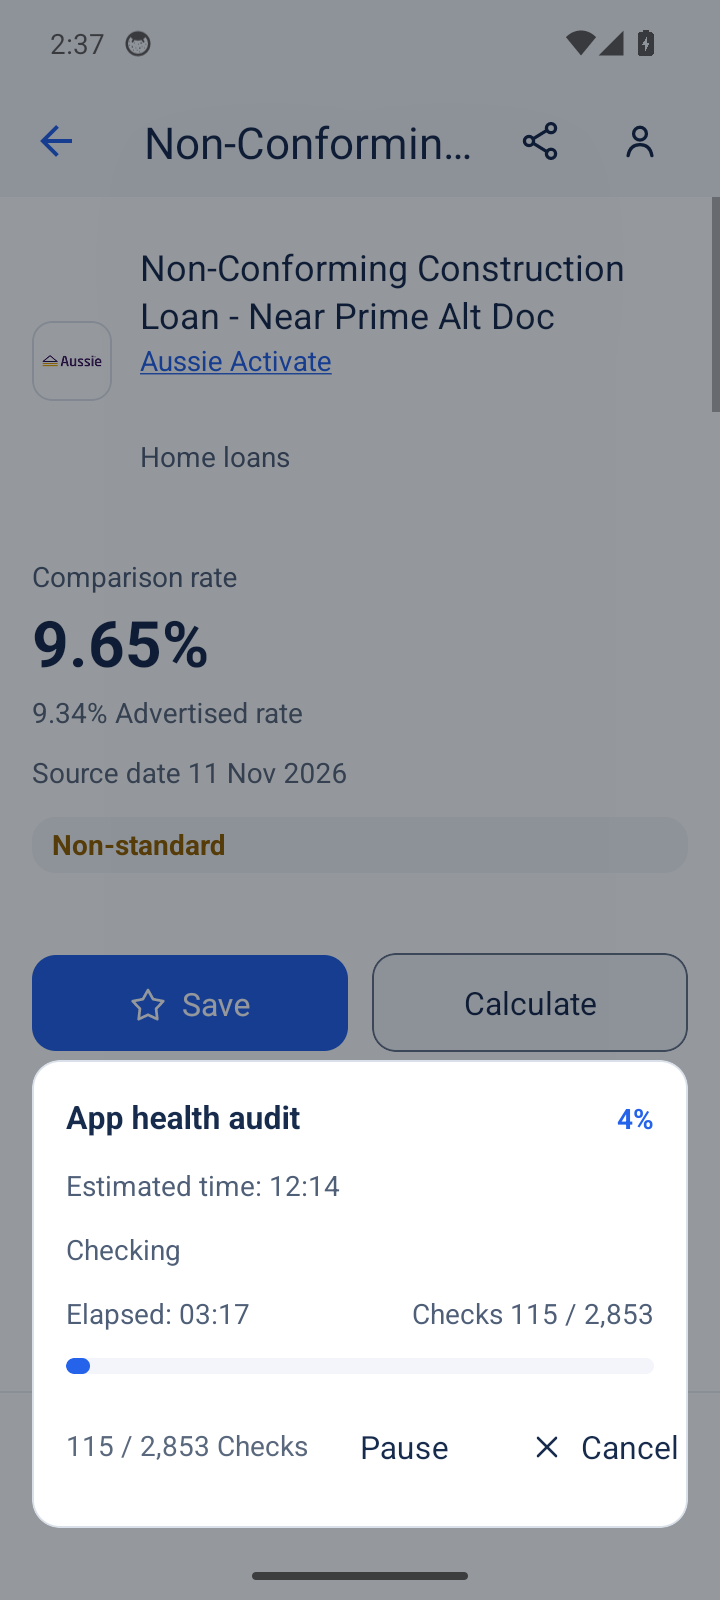 2:37
Non-Conformin...
Non-Conforming Construction
Loan - Near Prime Alt Doc
Aussie
Aussie Activate
Home loans
Comparison rate
9.65%
9.34% Advertised rate
Source date 11 Nov 2026
Non-standard
Save
Calculate
App health audit
4%
Estimated time: 12:14
Checking
Elapsed: 03:17
Checks 115 / 2,853
115 / 2,853 Checks
Pause
Cancel